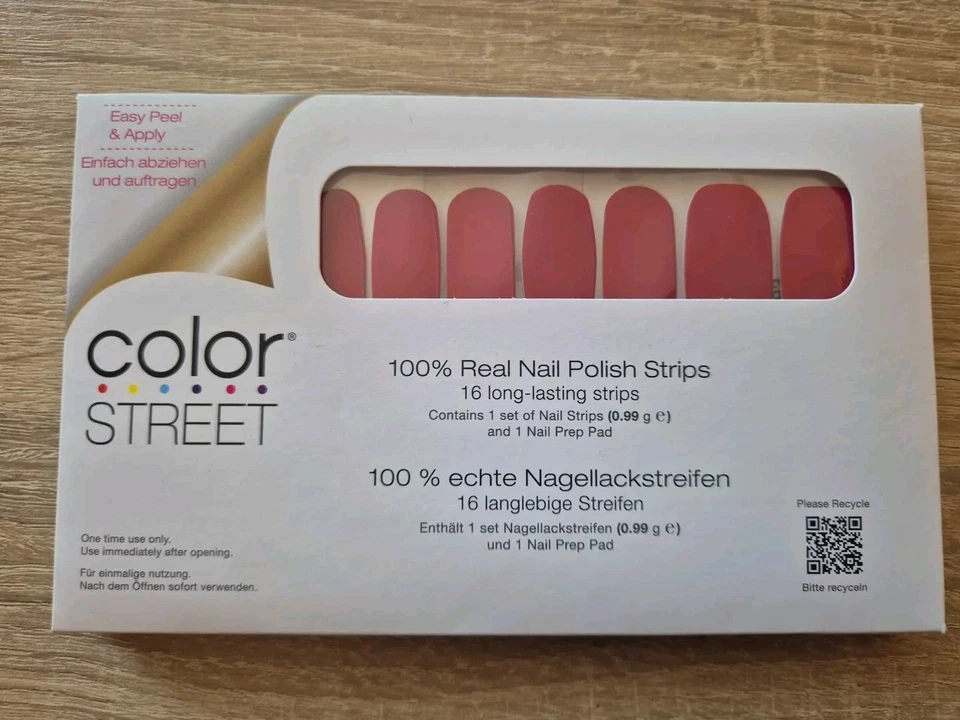 Easy Peel
& Apply
Einfach abziehen
und auftragen
color®
STREET
100% Real Nail Polish Strips
16 long-lasting strips
Contains 1 set of Nail Strips (0.99 g ℮)
and 1 Nail Prep Pad
100 % echte Nagellackstreifen
16 langlebige Streifen
Enthält 1 set Nagellackstreifen (0.99 g ℮)
und 1 Nail Prep Pad
One time use only.
Use immediately after opening.
Für einmalige nutzung.
Nach dem Öffnen sofort verwenden.
Please Recycle
Bitte recyceln